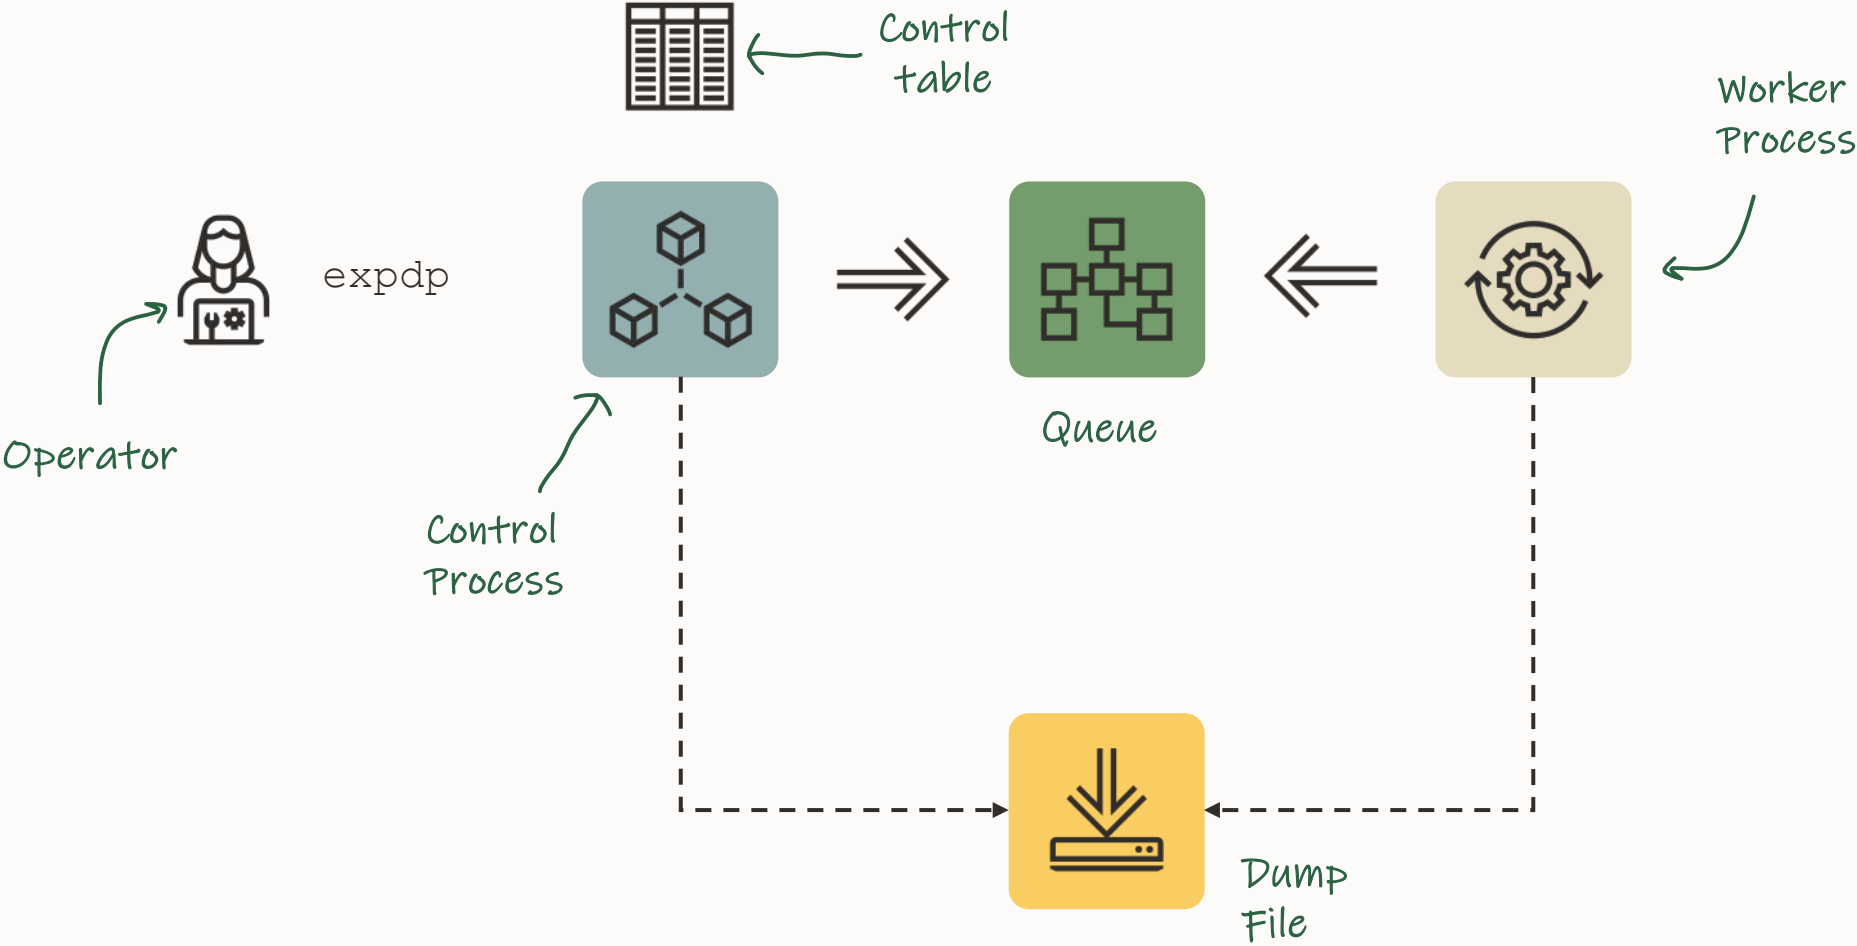 Control
table
Worker
Process
expdp
Operator
Queue
Control
Process
Dump
File